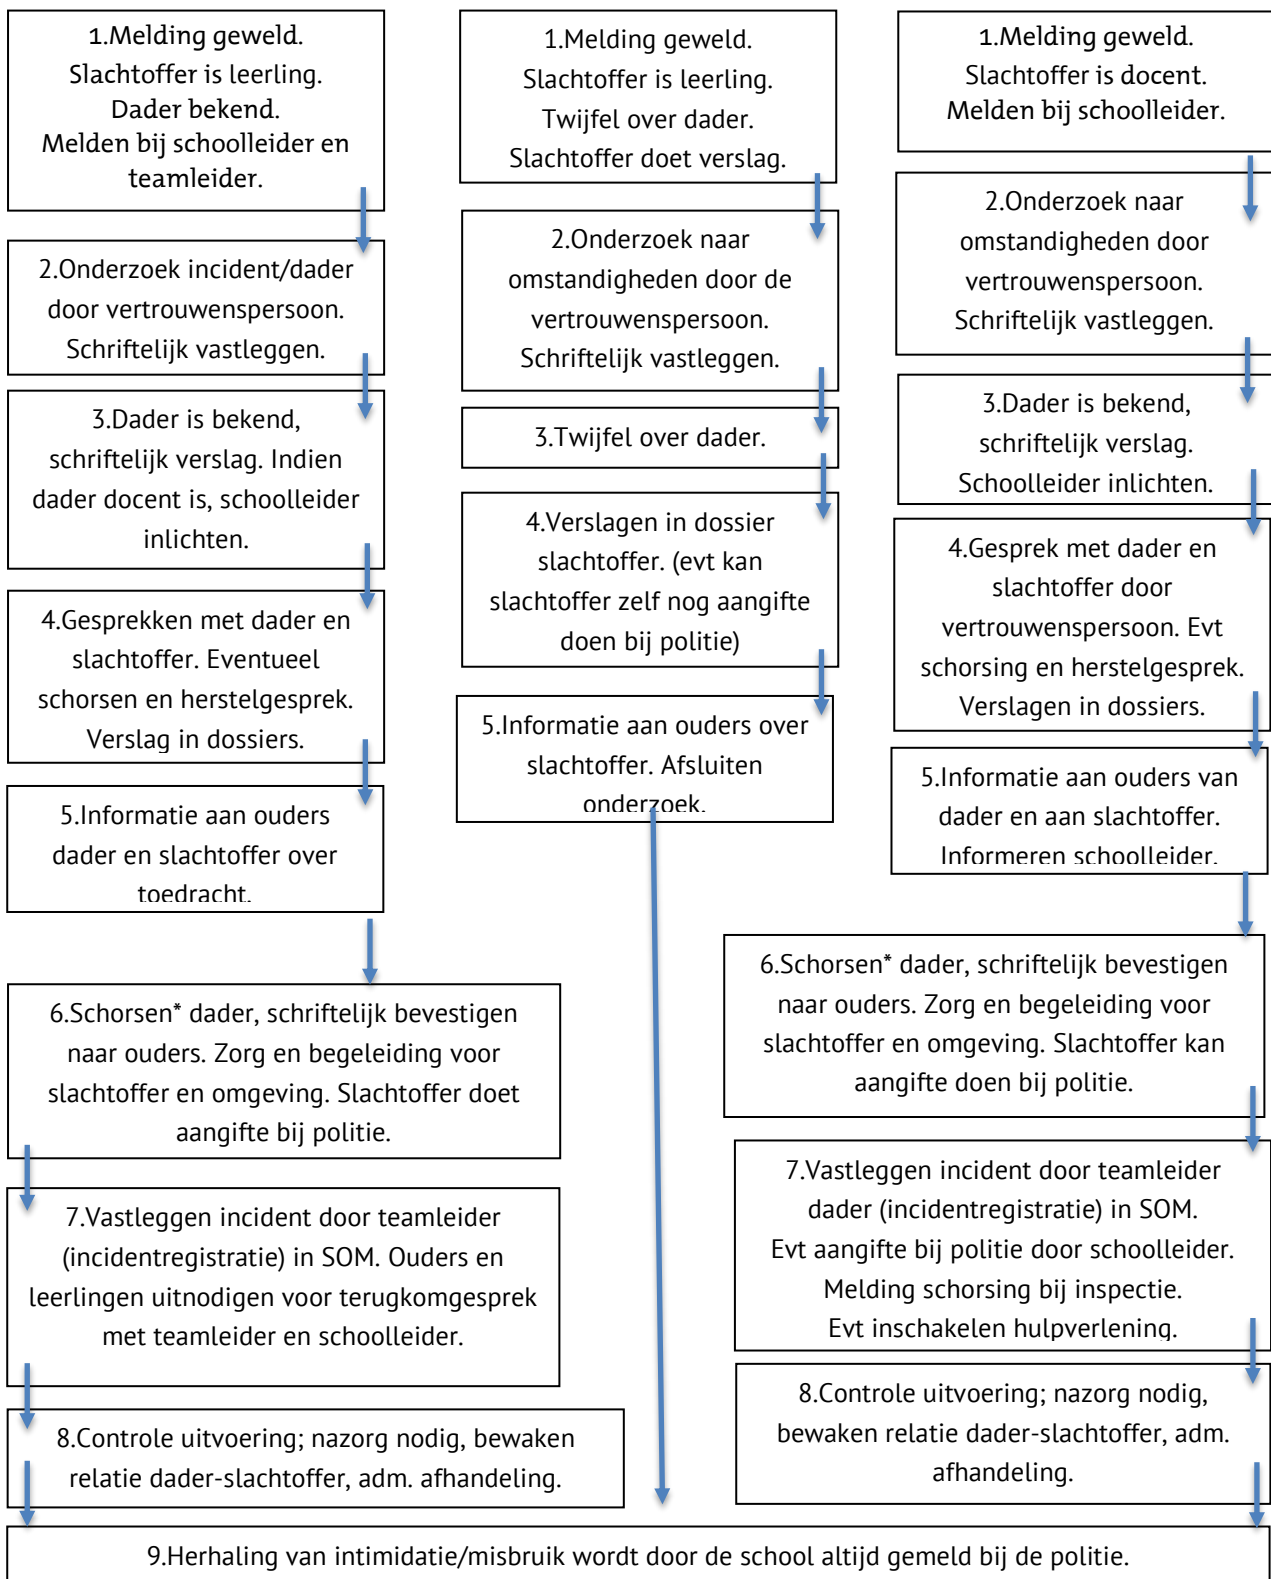 1.Melding geweld.
Slachtoffer is leerling.
Dader bekend.
Melden bij schoolleider en
teamleider.
2.Onderzoek incident/dader
door vertrouwenspersoon.
Schriftelijk vastleggen.
3.Dader is bekend,
schriftelijk verslag. Indien
dader docent is, schoolleider
inlichten.
4.Gesprekken met dader en
slachtoffer. Eventueel
schorsen en herstelgesprek.
Verslag in dossiers.
5.Informatie aan ouders
dader en slachtoffer over
toedracht.
6.Schorsen* dader, schriftelijk bevestigen
naar ouders. Zorg en begeleiding voor
slachtoffer en omgeving. Slachtoffer doet
aangifte bij politie.
7.Vastleggen incident door teamleider
(incidentregistratie) in SOM. Ouders en
leerlingen uitnodigen voor terugkomgesprek
met teamleider en schoolleider.
8.Controle uitvoering; nazorg nodig, bewaken
relatie dader-slachtoffer, adm. afhandeling.
1.Melding geweld.
Slachtoffer is leerling.
Twijfel over dader.
Slachtoffer doet verslag.
2.Onderzoek naar
omstandigheden door de
vertrouwenspersoon.
Schriftelijk vastleggen.
3.Twijfel over dader.
4.Verslagen in dossier
slachtoffer. (evt kan
slachtoffer zelf nog aangifte
doen bij politie)
5.Informatie aan ouders over
slachtoffer. Afsluiten
onderzoek.
1.Melding geweld.
Slachtoffer is docent.
Melden bij schoolleider.
2.Onderzoek naar
omstandigheden door
vertrouwenspersoon.
Schriftelijk vastleggen.
3.Dader is bekend,
schriftelijk verslag.
Schoolleider inlichten.
4.Gesprek met dader en
slachtoffer door
vertrouwenspersoon. Evt
schorsing en herstelgesprek.
Verslagen in dossiers.
5.Informatie aan ouders van
dader en aan slachtoffer.
Informeren schoolleider.
6.Schorsen* dader, schriftelijk bevestigen
naar ouders. Zorg en begeleiding voor
slachtoffer en omgeving. Slachtoffer kan
aangifte doen bij politie.
7.Vastleggen incident door teamleider
dader (incidentregistratie) in SOM.
Evt aangifte bij politie door schoolleider.
Melding schorsing bij inspectie.
Evt inschakelen hulpverlening.
8.Controle uitvoering; nazorg nodig,
bewaken relatie dader-slachtoffer, adm.
afhandeling.
9.Herhaling van intimidatie/misbruik wordt door de school altijd gemeld bij de politie.